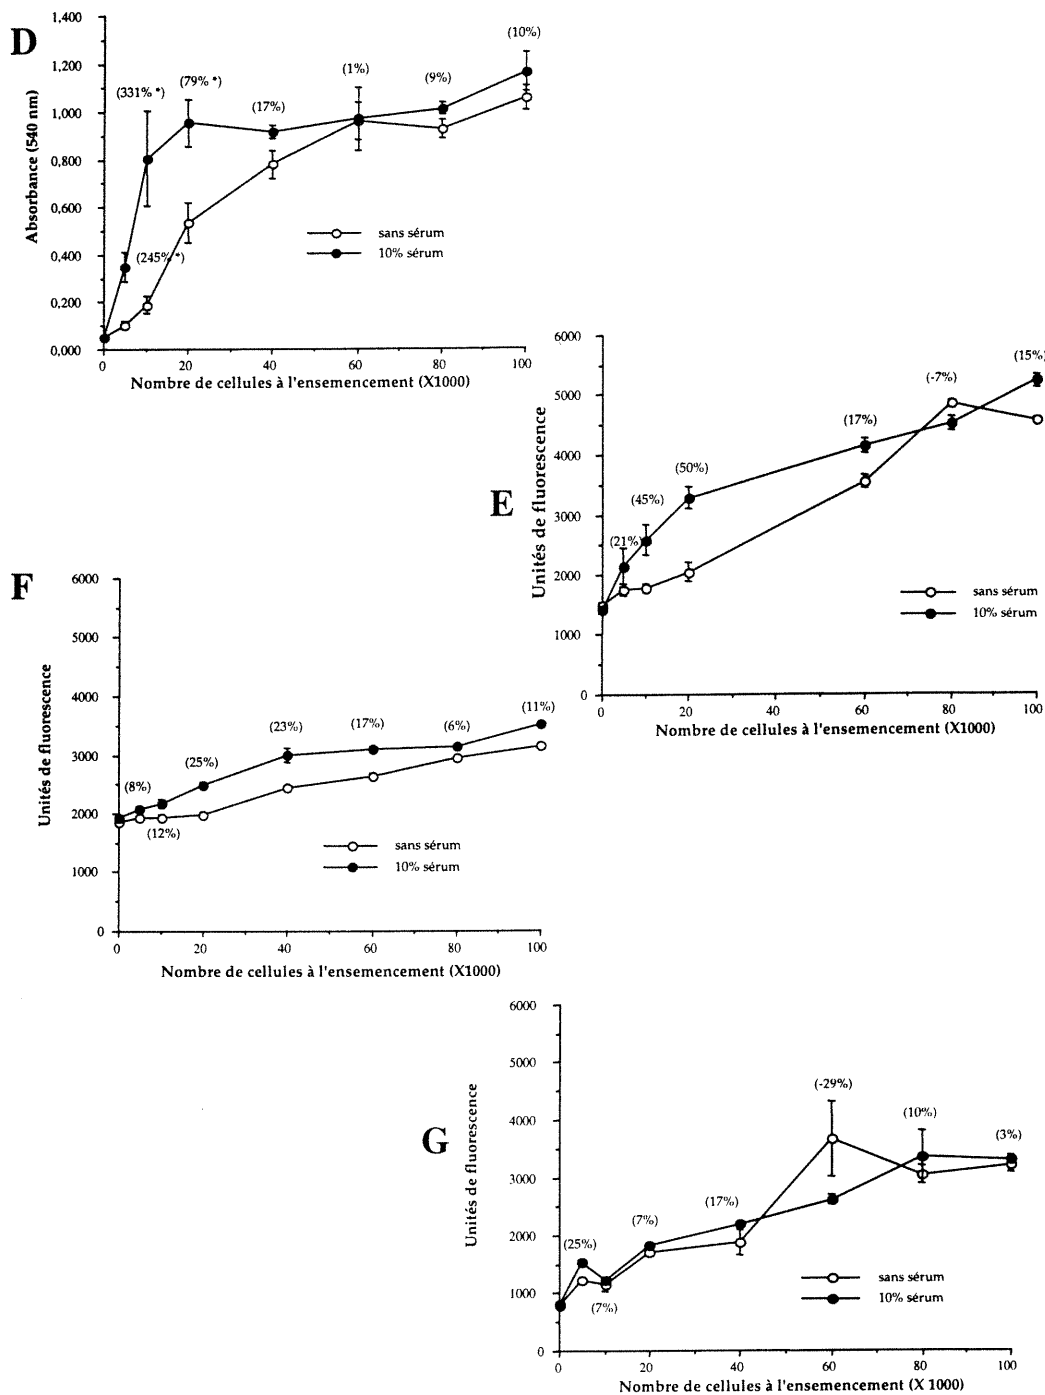 D
1,400
1,200
1,000
0,800
0,600
0,400
0,200
0,000
Absorbance (540 nm)
(331% *)
(79% *)
(17%)
(1%)
(9%)
(10%)
(245% *)
sans sérum
10% sérum
0 20 40 60 80 100
Nombre de cellules à l'ensemencement (X1000)
E
6000
5000
4000
3000
2000
1000
0
Unités de fluorescence
(21%)
(45%)
(50%)
(17%)
(-7%)
(15%)
sans sérum
10% sérum
0 20 40 60 80 100
Nombre de cellules à l'ensemencement (X1000)
F
6000
5000
4000
3000
2000
1000
0
Unités de fluorescence
(8%)
(12%)
(25%)
(23%)
(17%)
(6%)
(11%)
sans sérum
10% sérum
0 20 40 60 80 100
Nombre de cellules à l'ensemencement (X1000)
G
6000
5000
4000
3000
2000
1000
0
Unités de fluorescence
(25%)
(7%)
(7%)
(17%)
(-29%)
(10%)
(3%)
sans sérum
10% sérum
0 20 40 60 80 100
Nombre de cellules à l'ensemencement (X 1000)